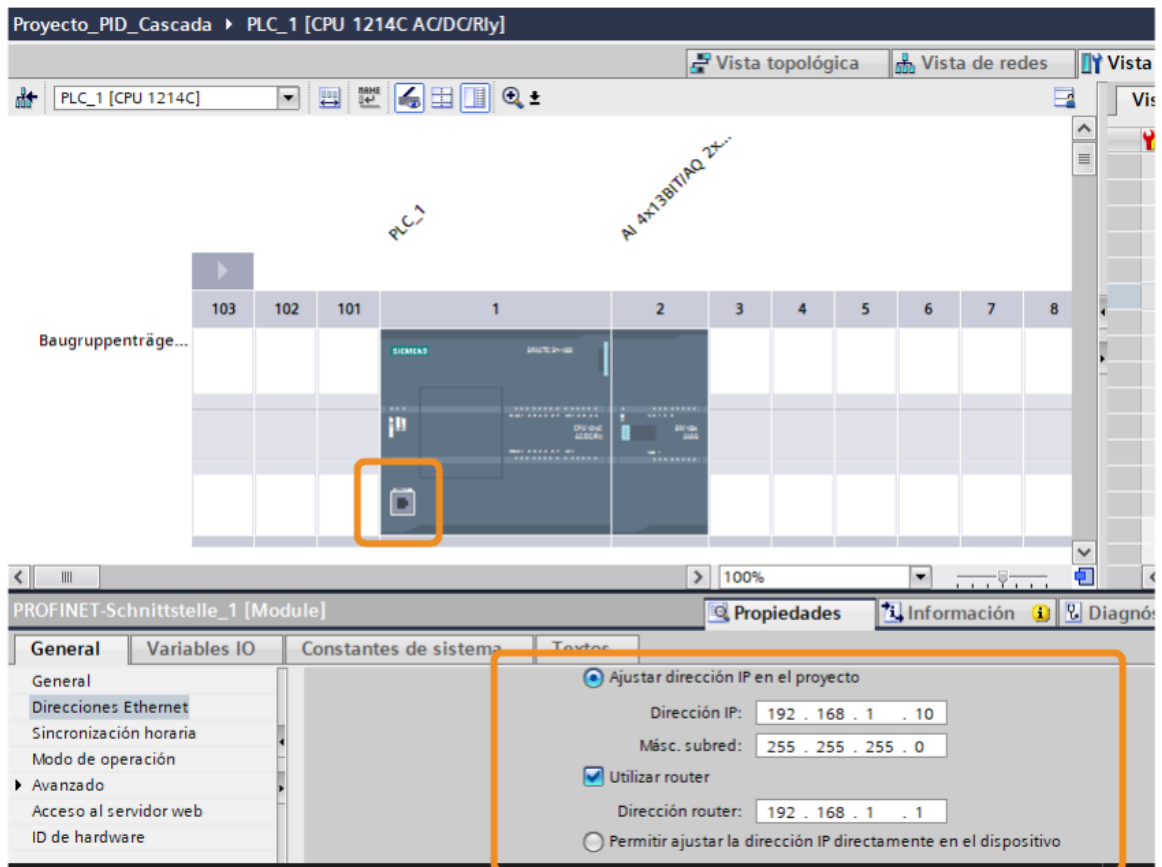 Proyecto_PID_Cascada ▸ PLC_1 [CPU 1214C AC/DC/Rly]
Vista topológica
Vista de redes
Vista
PLC_1 [CPU 1214C]
Vis
PLC_1
AI 4x13BIT/AQ 2x...
103 102 101 1 2 3 4 5 6 7 8
Baugruppenträge...
SIEMENS
100%
PROFINET-Schnittstelle_1 [Module]
Propiedades
Información
Diagnós
General
Variables IO
Constantes de sistema
Textos
General
Direcciones Ethernet
Sincronización horaria
Modo de operación
Avanzado
Acceso al servidor web
ID de hardware
Ajustar dirección IP en el proyecto
Dirección IP: 192 . 168 . 1 . 10
Másc. subred: 255 . 255 . 255 . 0
Utilizar router
Dirección router: 192 . 168 . 1 . 1
Permitir ajustar la dirección IP directamente en el dispositivo